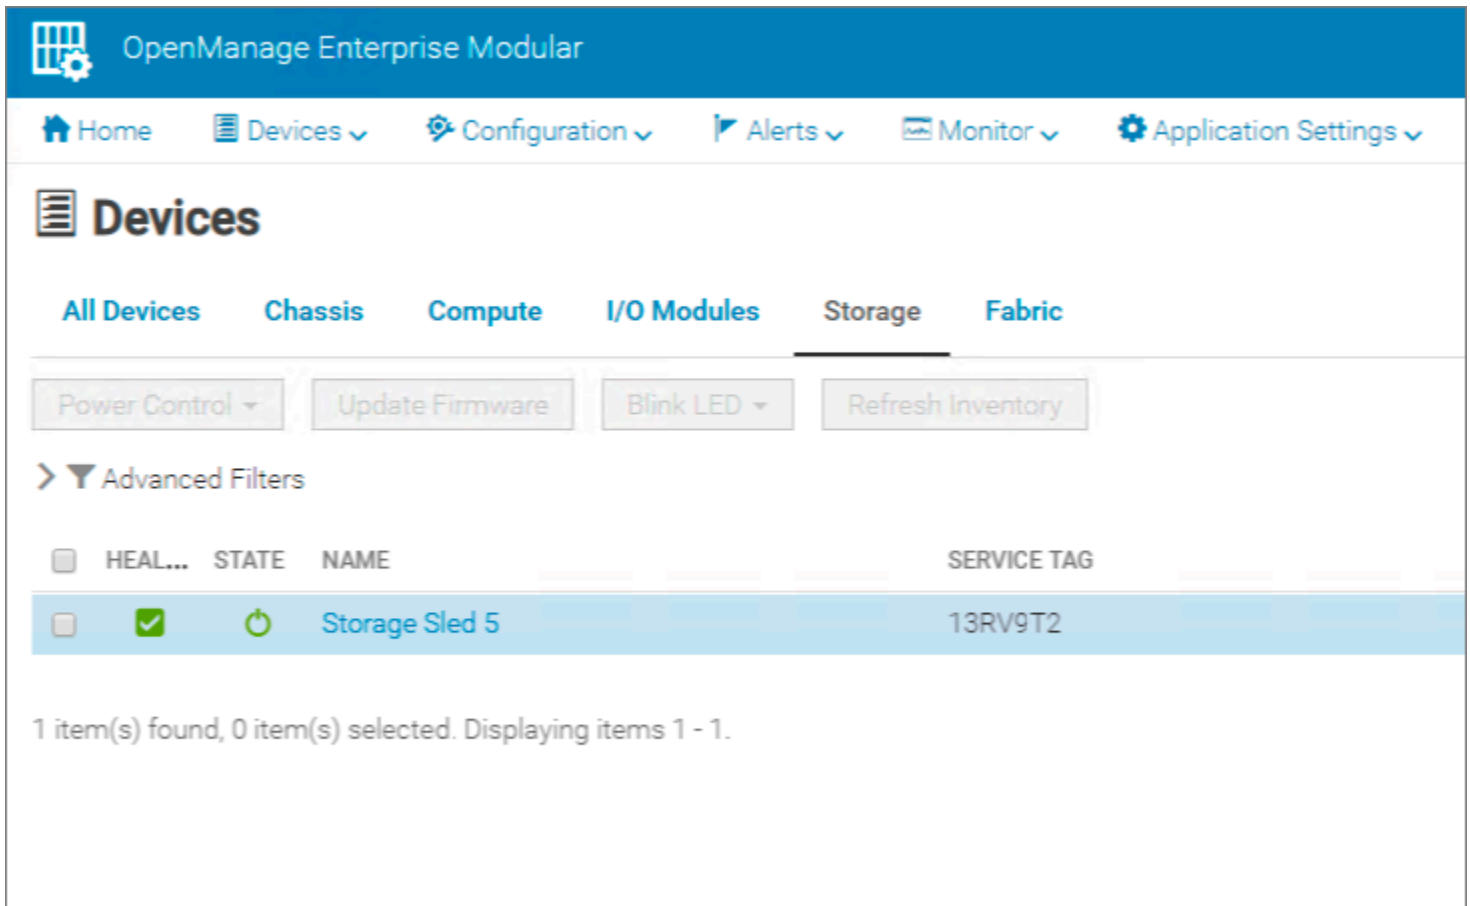 OpenManage Enterprise Modular
Home Devices Configuration Alerts Monitor Application Settings
Devices
All Devices Chassis Compute I/O Modules Storage Fabric
Power Control Update Firmware Blink LED Refresh Inventory
Advanced Filters
HEAL... STATE NAME SERVICE TAG
Storage Sled 5 13RV9T2
1 item(s) found, 0 item(s) selected. Displaying items 1 - 1.